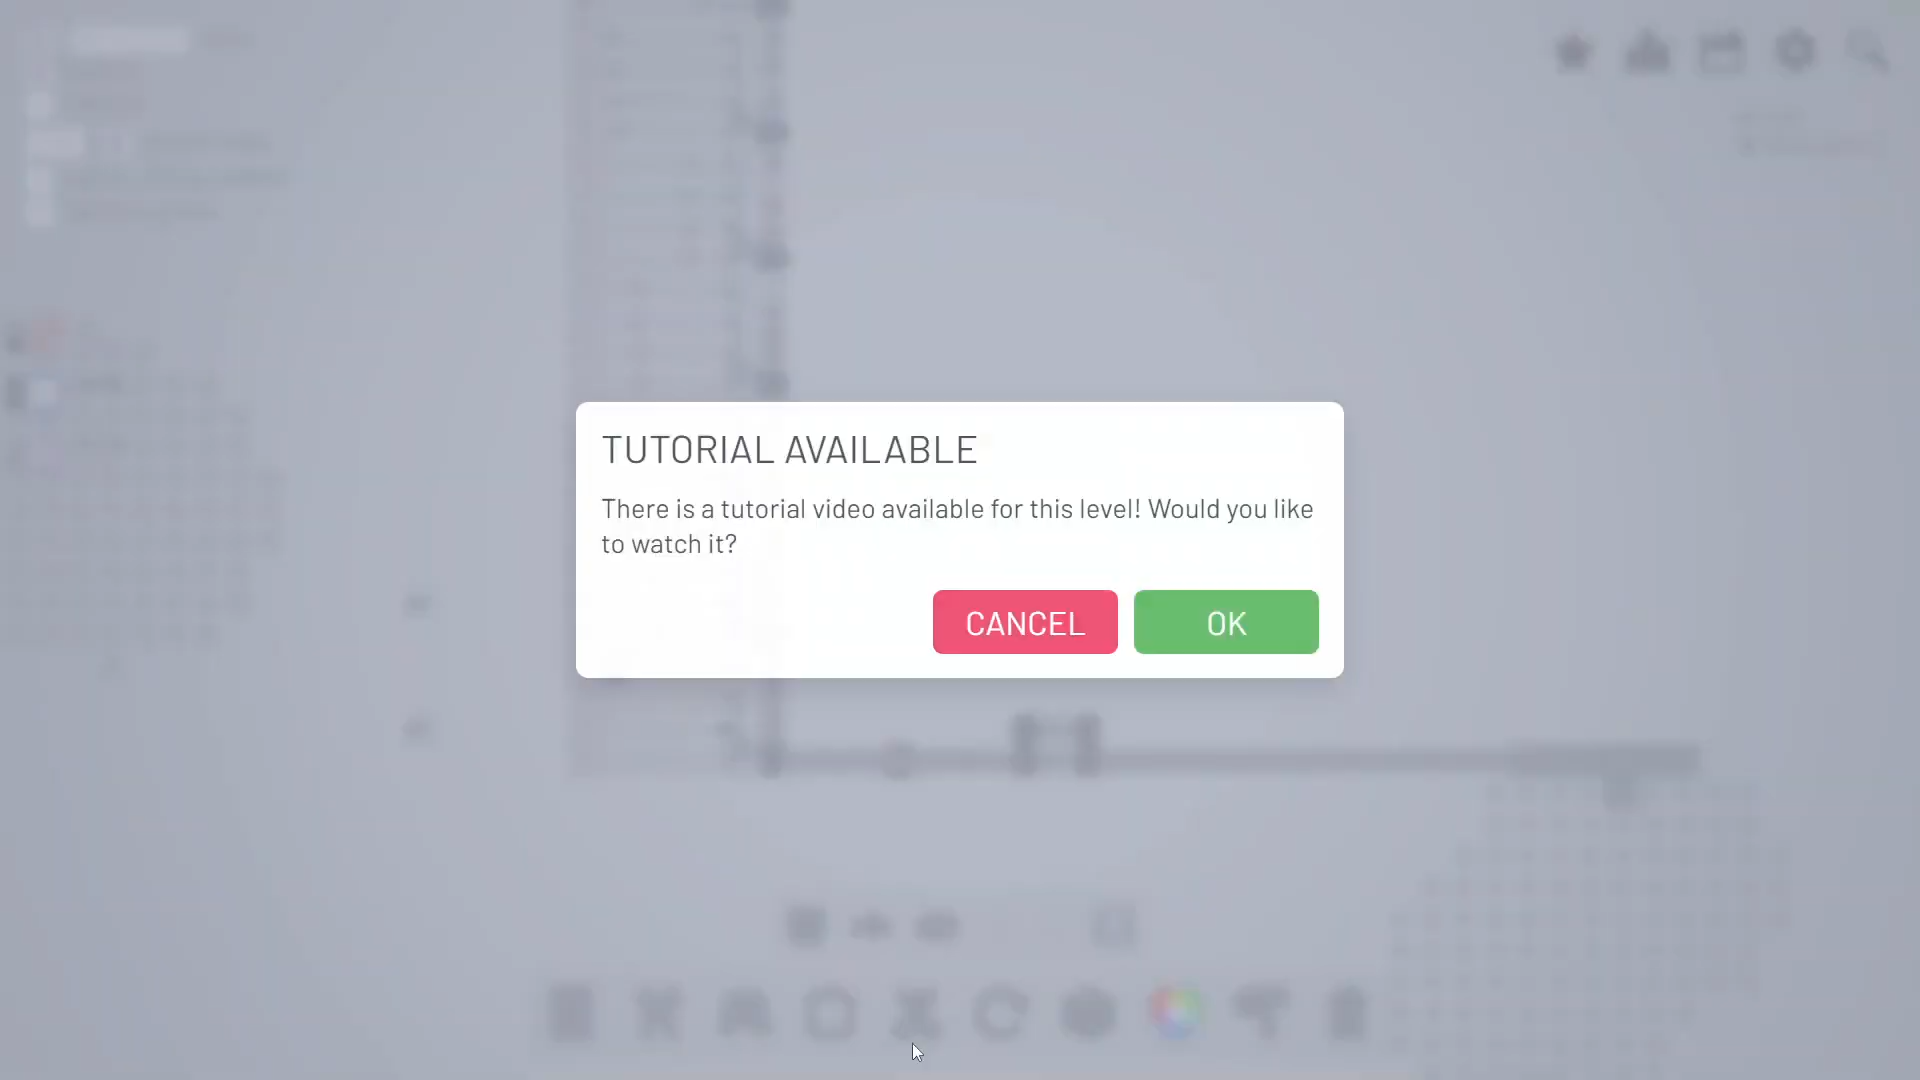 TUTORIAL AVAILABLE
There is a tutorial video available for this level! Would you like
to watch it?
CANCEL
OK